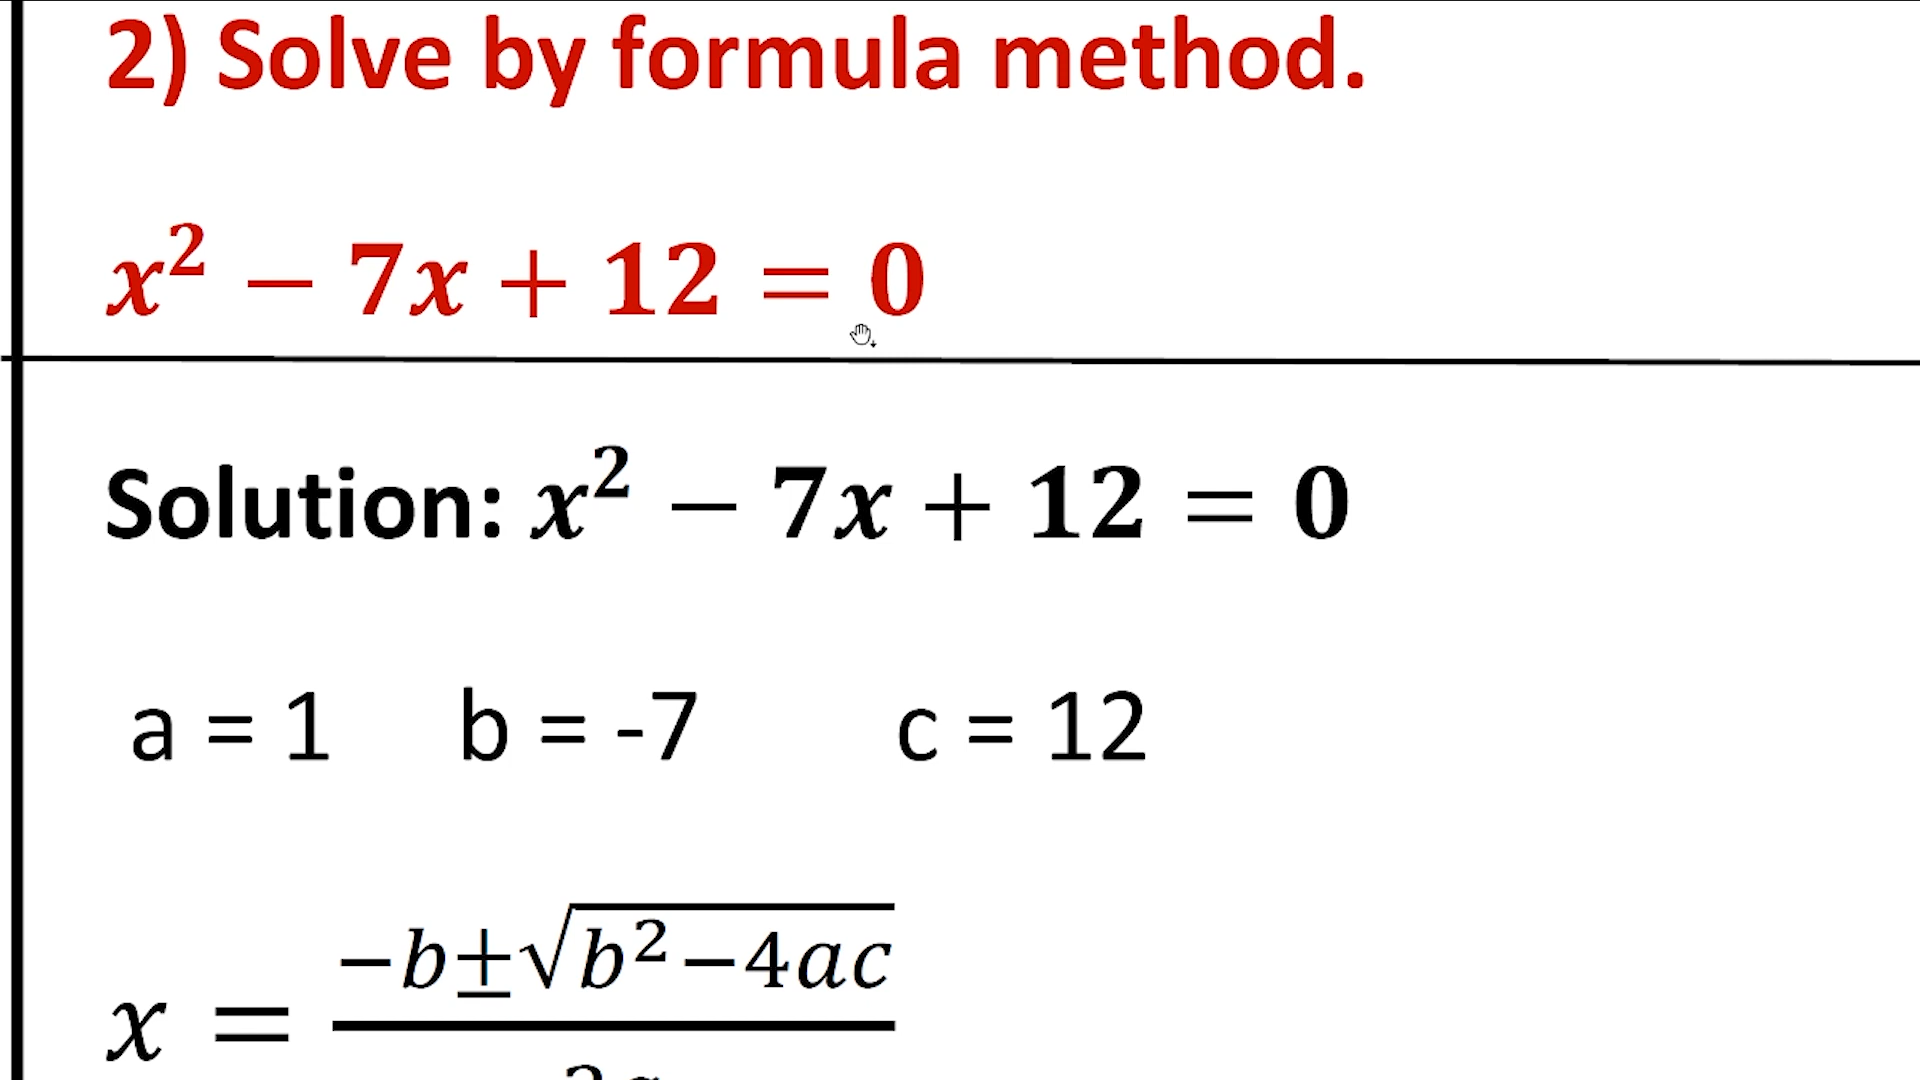 2) Solve by formula method.
x² − 7x + 12 = 0
Solution: x² − 7x + 12 = 0
a = 1 b = -7 c = 12
x = (−b±√(b²−4ac))/